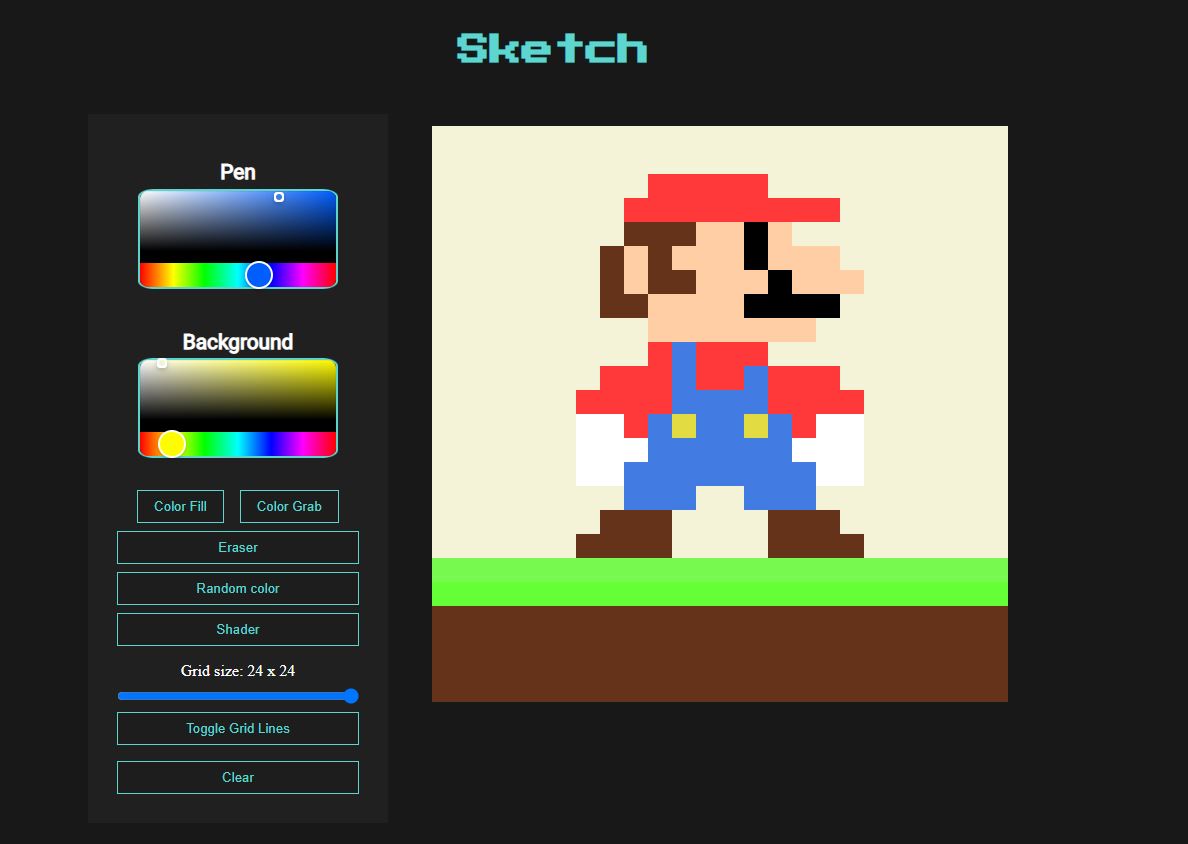 Sketch
Pen
Background
Color Fill
Color Grab
Eraser
Random color
Shader
Grid size: 24 x 24
Toggle Grid Lines
Clear